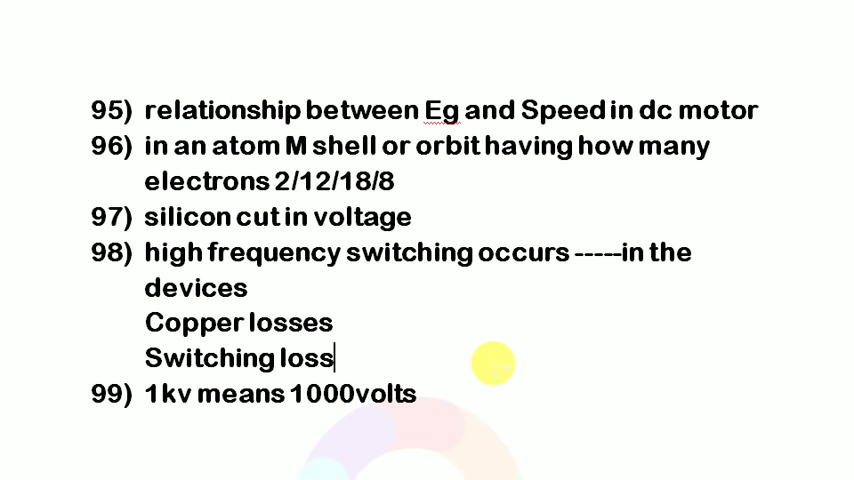 95) relationship between Eg and Speed in dc motor
96) in an atom M shell or orbit having how many
electrons 2/12/18/8
97) silicon cut in voltage
98) high frequency switching occurs -----in the
devices
Copper losses
Switching loss
99) 1kv means 1000volts